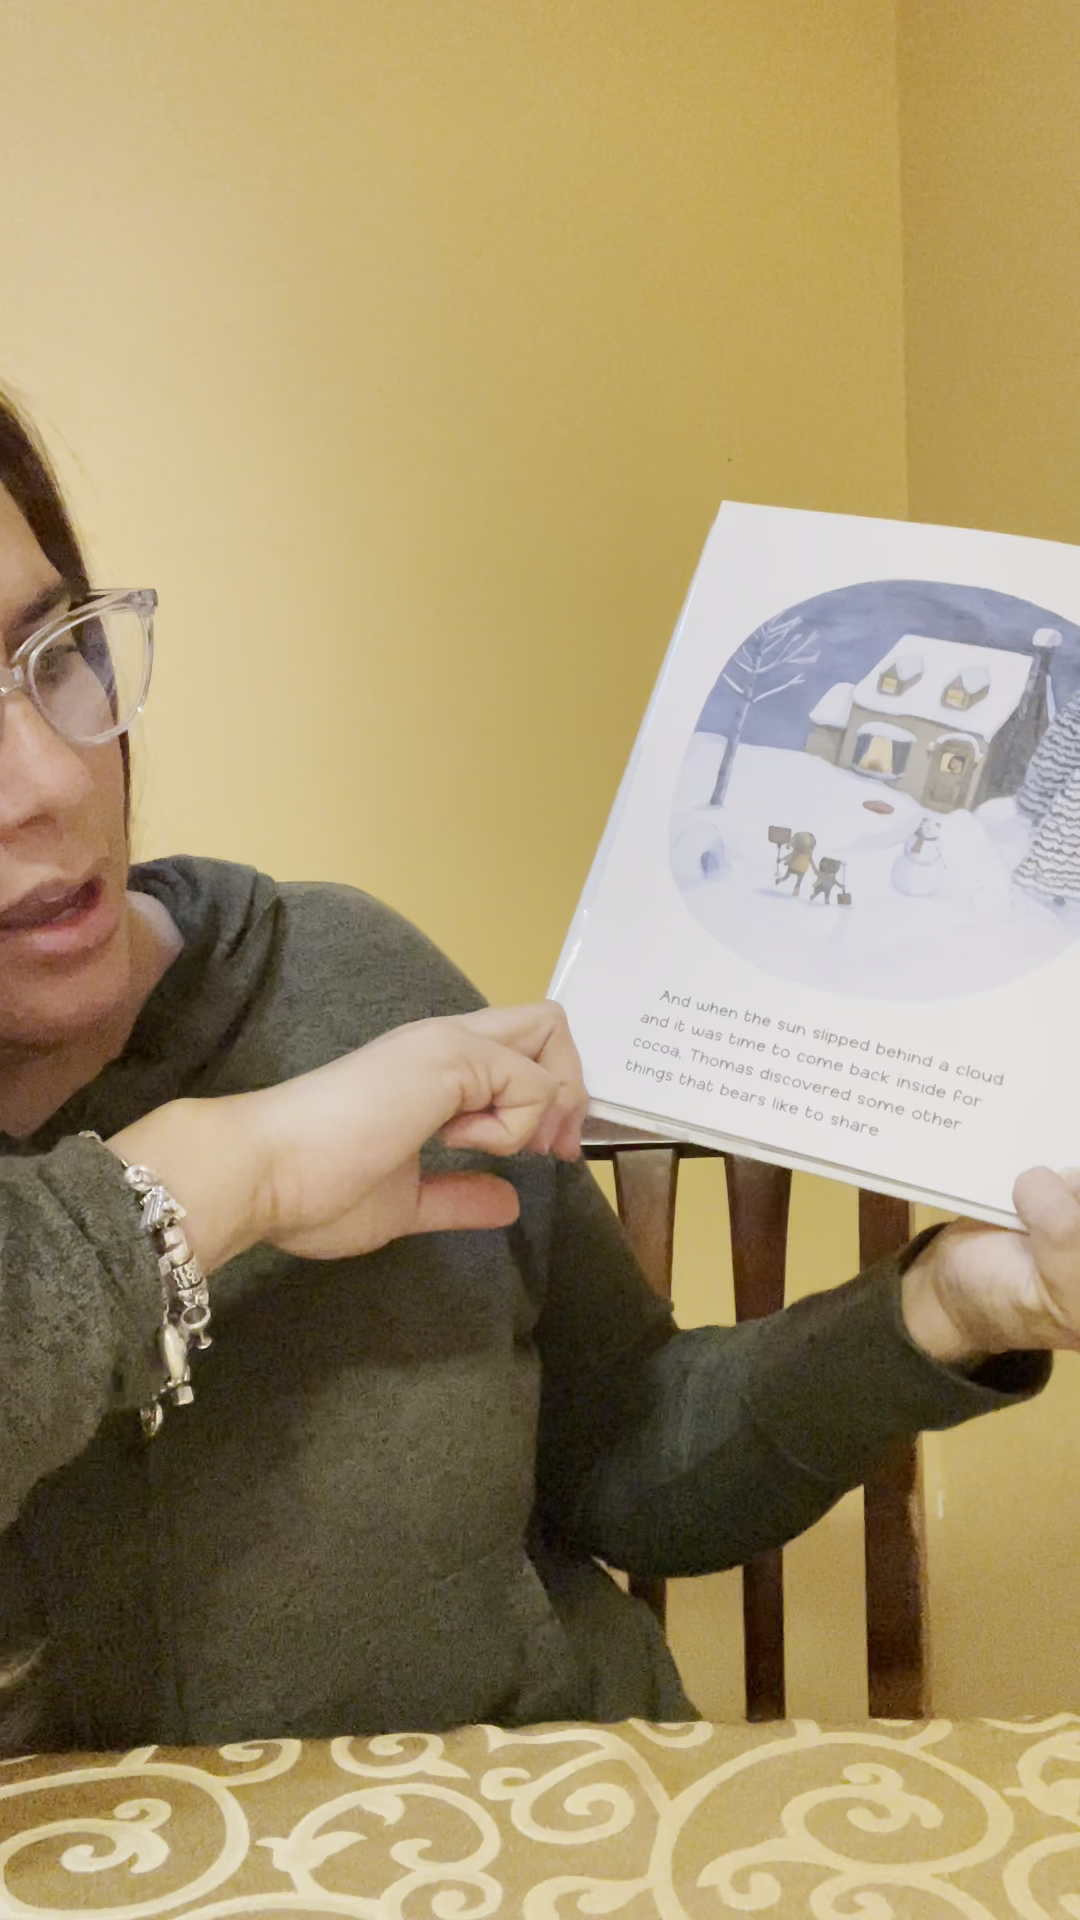 And when the sun slipped behind a cloud
and it was time to come back inside for
cocoa. Thomas discovered some other
things that bears like to share